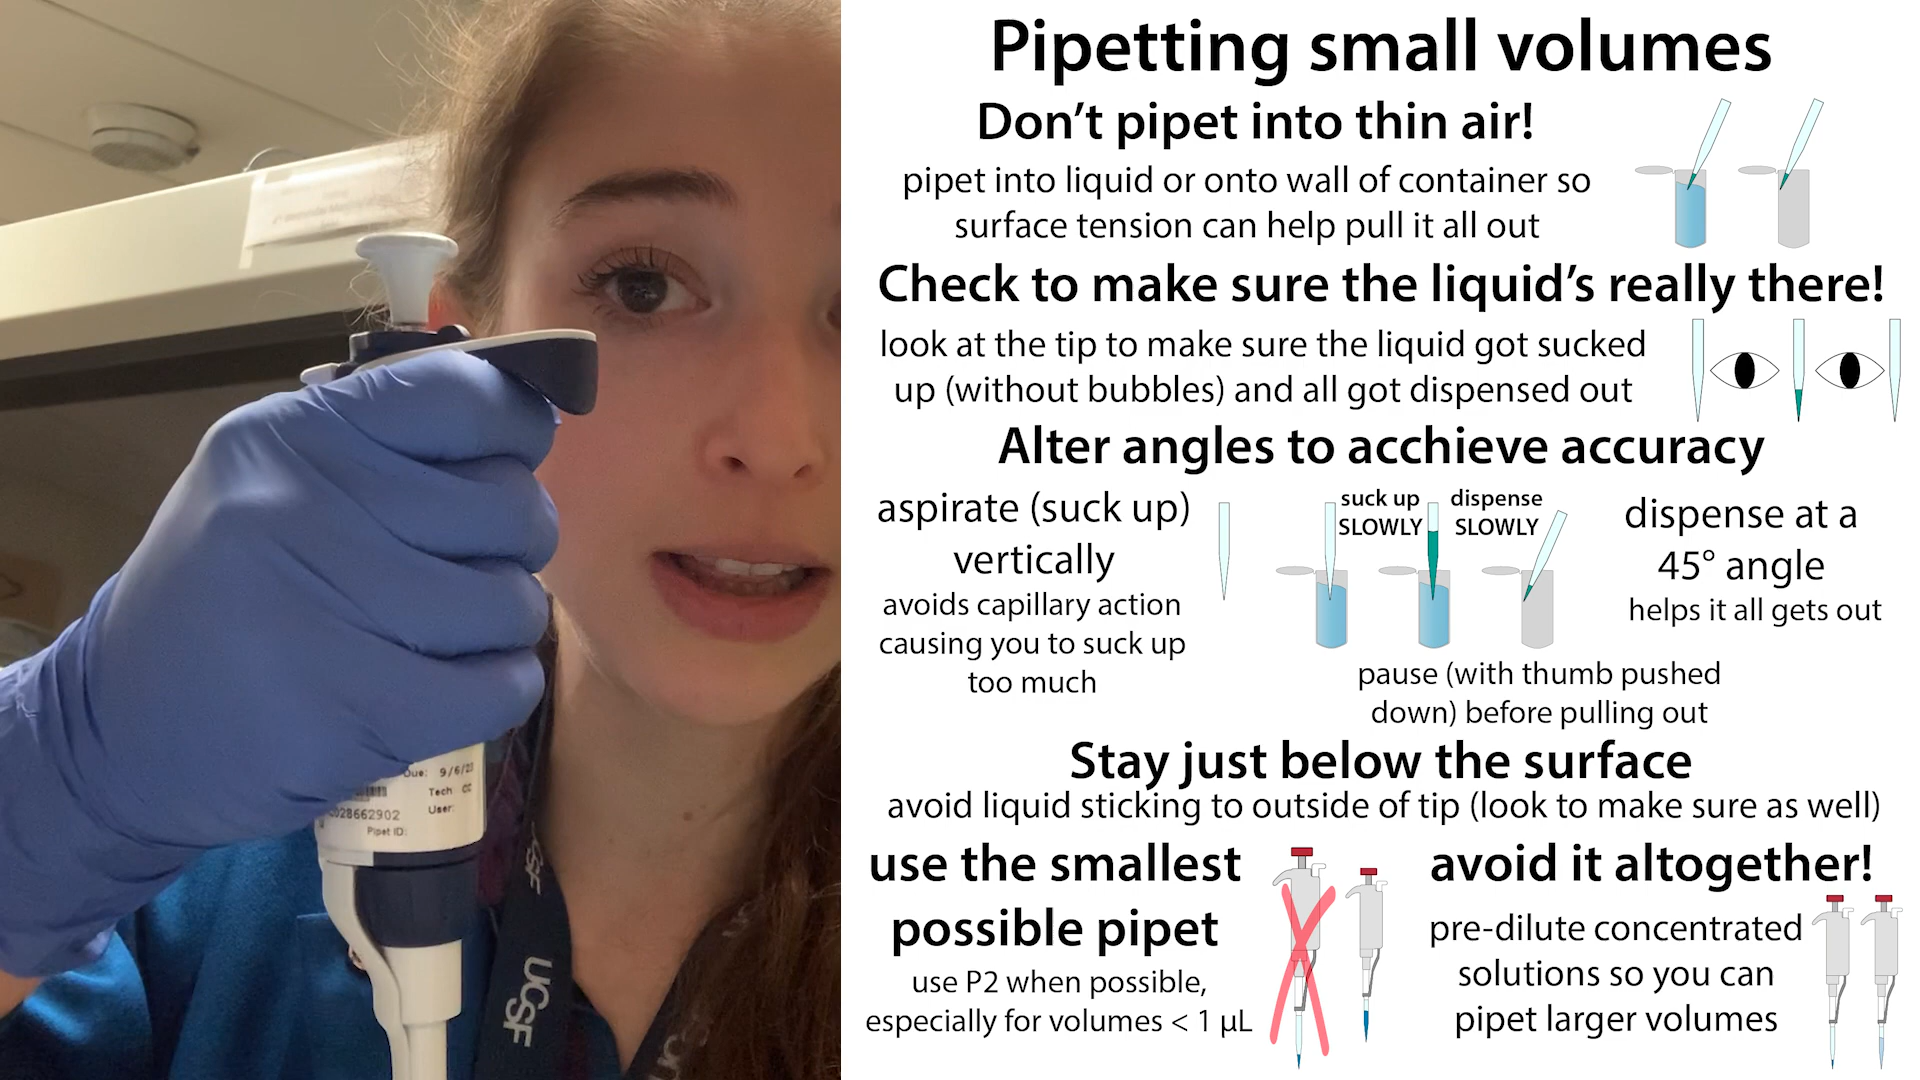 Due: 9/6/23
Tech CC
User:
C028662902
Pipet ID:
UCSF
UCSF
Pipetting small volumes
Don't pipet into thin air!
pipet into liquid or onto wall of container so
surface tension can help pull it all out
Check to make sure the liquid's really there!
look at the tip to make sure the liquid got sucked
up (without bubbles) and all got dispensed out
Alter angles to acchieve accuracy
aspirate (suck up)
vertically
avoids capillary action
causing you to suck up
too much
suck up
SLOWLY
dispense
SLOWLY
dispense at a
45° angle
helps it all gets out
pause (with thumb pushed
down) before pulling out
Stay just below the surface
avoid liquid sticking to outside of tip (look to make sure as well)
use the smallest
possible pipet
use P2 when possible,
especially for volumes < 1 µL
avoid it altogether!
pre-dilute concentrated
solutions so you can
pipet larger volumes